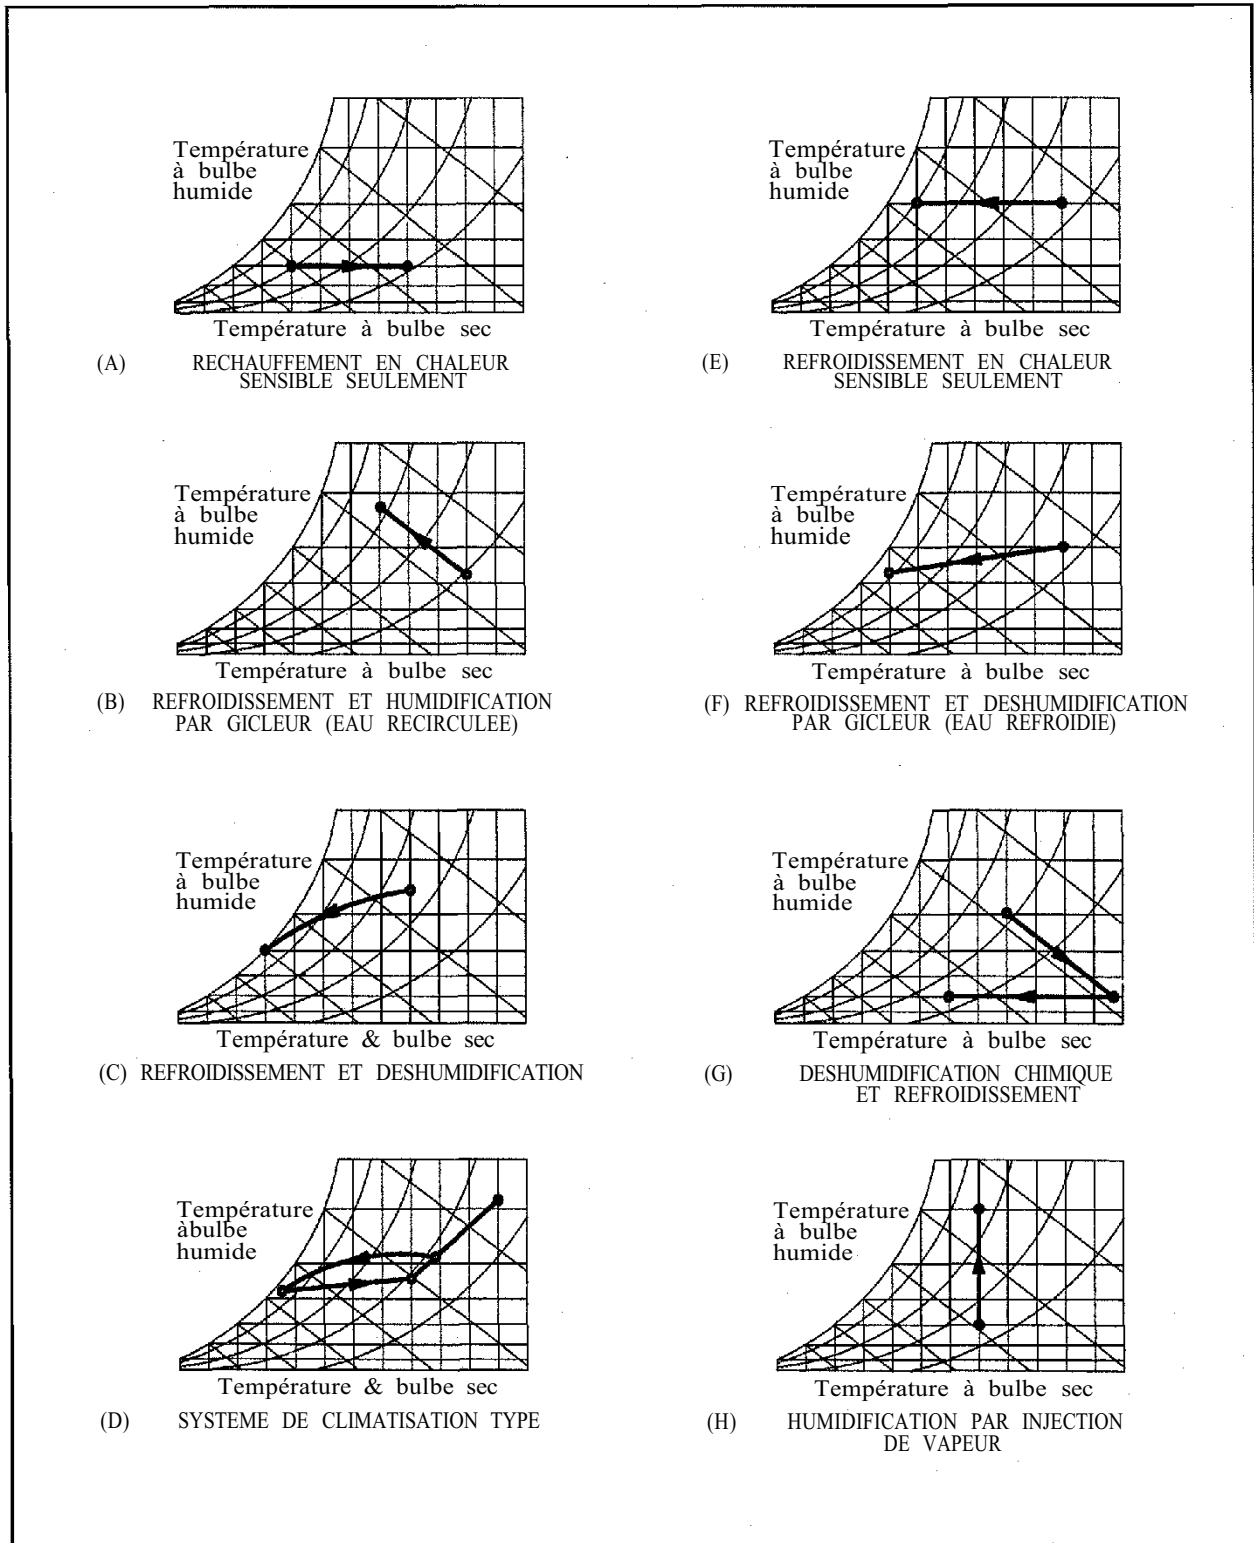 Température
à bulbe
humide
Température à bulbe sec
(A) RECHAUFFEMENT EN CHALEUR
SENSIBLE SEULEMENT
Température
à bulbe
humide
Température à bulbe sec
(E) REFROIDISSEMENT EN CHALEUR
SENSIBLE SEULEMENT
Température
à bulbe
humide
Température à bulbe sec
(B) REFROIDISSEMENT ET HUMIDIFICATION
PAR GICLEUR (EAU RECIRCULEE)
Température
à bulbe
humide
Température à bulbe sec
(F) REFROIDISSEMENT ET DESHUMIDIFICATION
PAR GICLEUR (EAU REFROIDIE)
Température
à bulbe
humide
Température & bulbe sec
(C) REFROIDISSEMENT ET DESHUMIDIFICATION
Température
à bulbe
humide
Température à bulbe sec
(G) DESHUMIDIFICATION CHIMIQUE
ET REFROIDISSEMENT
Température
àbulbe
humide
Température & bulbe sec
(D) SYSTEME DE CLIMATISATION TYPE
Température
à bulbe
humide
Température à bulbe sec
(H) HUMIDIFICATION PAR INJECTION
DE VAPEUR